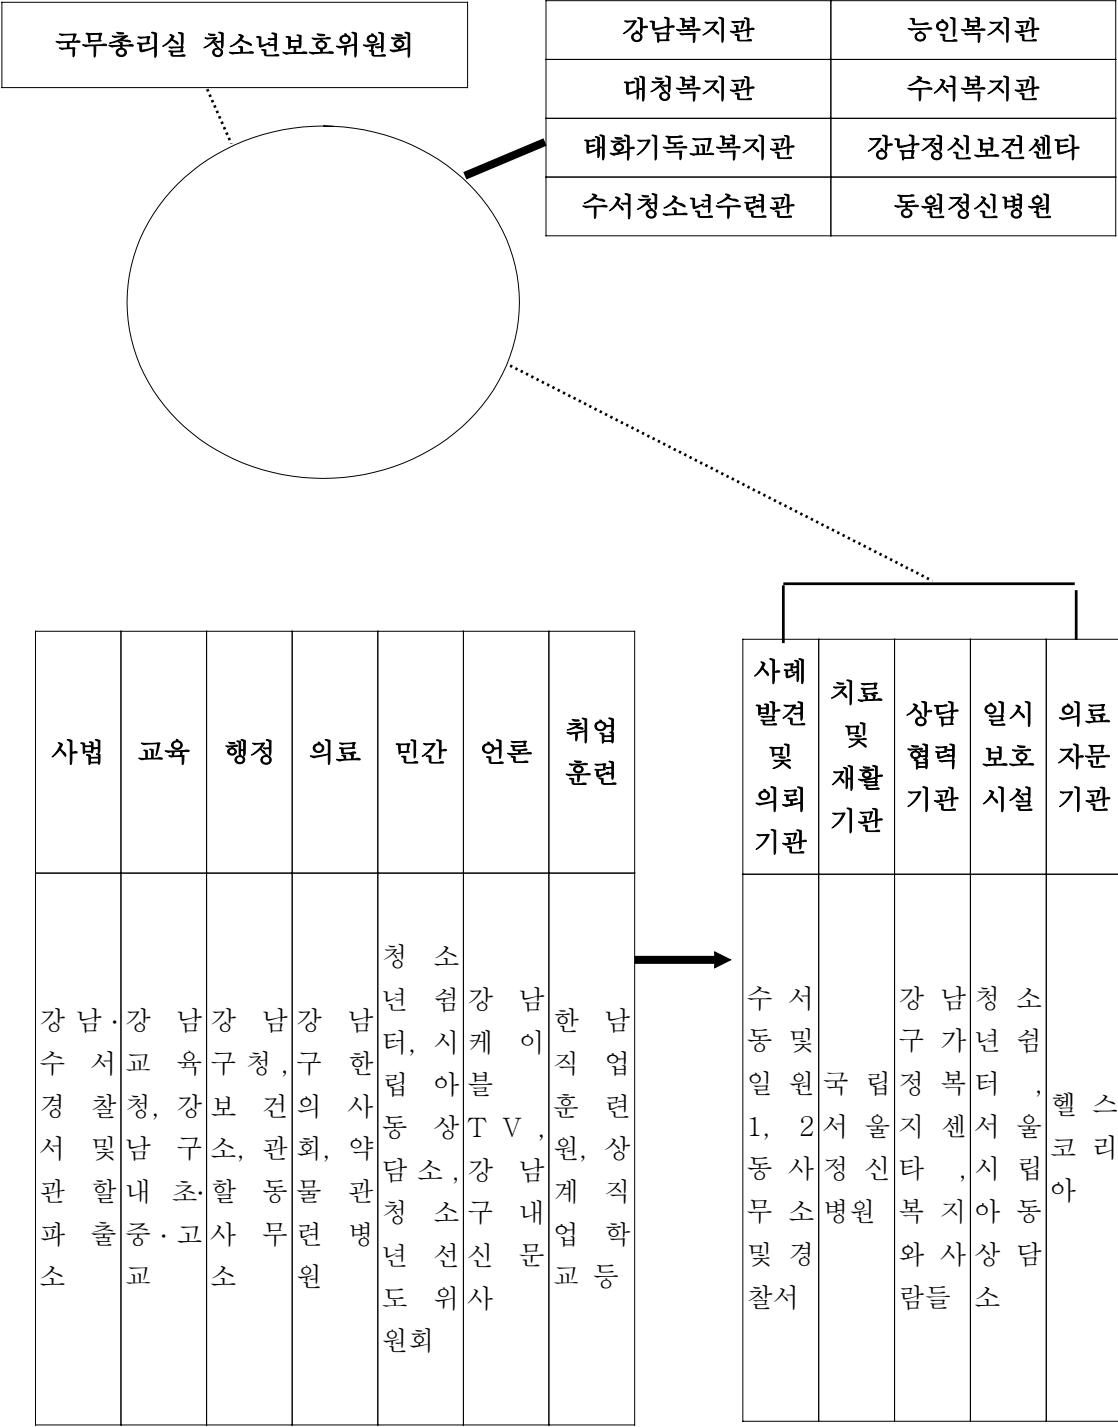 국무총리실 청소년보호위원회
강남복지관 능인복지관
대청복지관 수서복지관
태화기독교복지관 강남정신보건센타
수서청소년수련관 동원정신병원
사법
교육
행정
의료
민간
언론
취업
훈련
강남·
수 서
경 찰
서 및
관 할
파 출
소
강 남
교 육
청, 강
남 구
내 초·
중·고
교
강 남
구청,
보 건
소, 관
할 동
사 무
소
강 남
구 한
의 사
회, 약
물 관
련 병
원
청 소
년 쉼
터, 시
립 아
동 상
담소,
청 소
년 선
도 위
원회
강 남
케 이
블
T V,
강 남
구 내
신 문
사
한 남
직 업
훈 련
원, 상
계 직
업 학
교 등
사례
발견
및
의뢰
기관
치료
및
재활
기관
상담
협력
기관
일시
보호
시설
의료
자문
기관
수 서
동 및
일 원
1, 2
동 사
무 소
및 경
찰서
국 립
서 울
정 신
병원
강 남
구 가
정 복
지 센
타 ,
복 지
와 사
람들
청 소
년 쉼
터 ,
서 울
시 립
아 동
상 담
소
헬 스
코 리
아